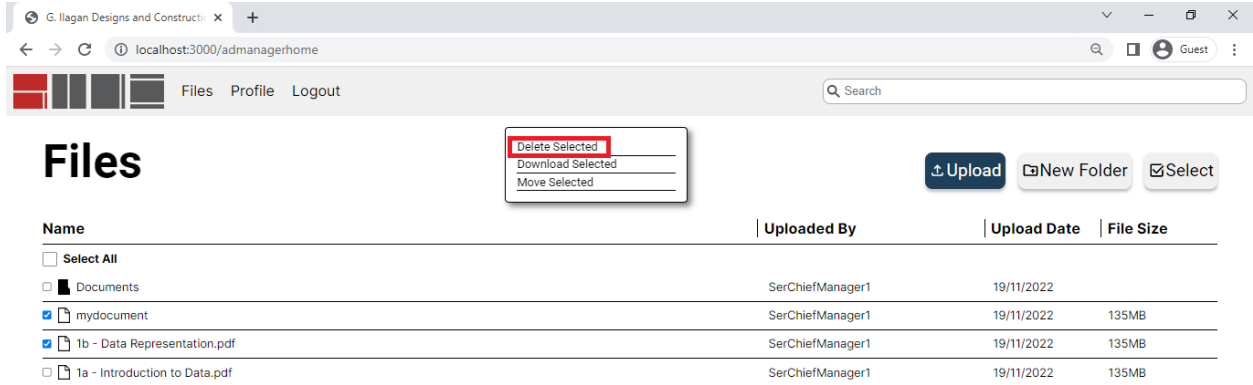 G. Ilagan Designs and Constructi
localhost:3000/admanagerhome
Guest
Files Profile Logout
Search
Files
Delete Selected
Download Selected
Move Selected
Upload New Folder Select
Name Uploaded By Upload Date File Size
Select All
Documents SerChiefManager1 19/11/2022
mydocument SerChiefManager1 19/11/2022 135MB
1b - Data Representation.pdf SerChiefManager1 19/11/2022 135MB
1a - Introduction to Data.pdf SerChiefManager1 19/11/2022 135MB